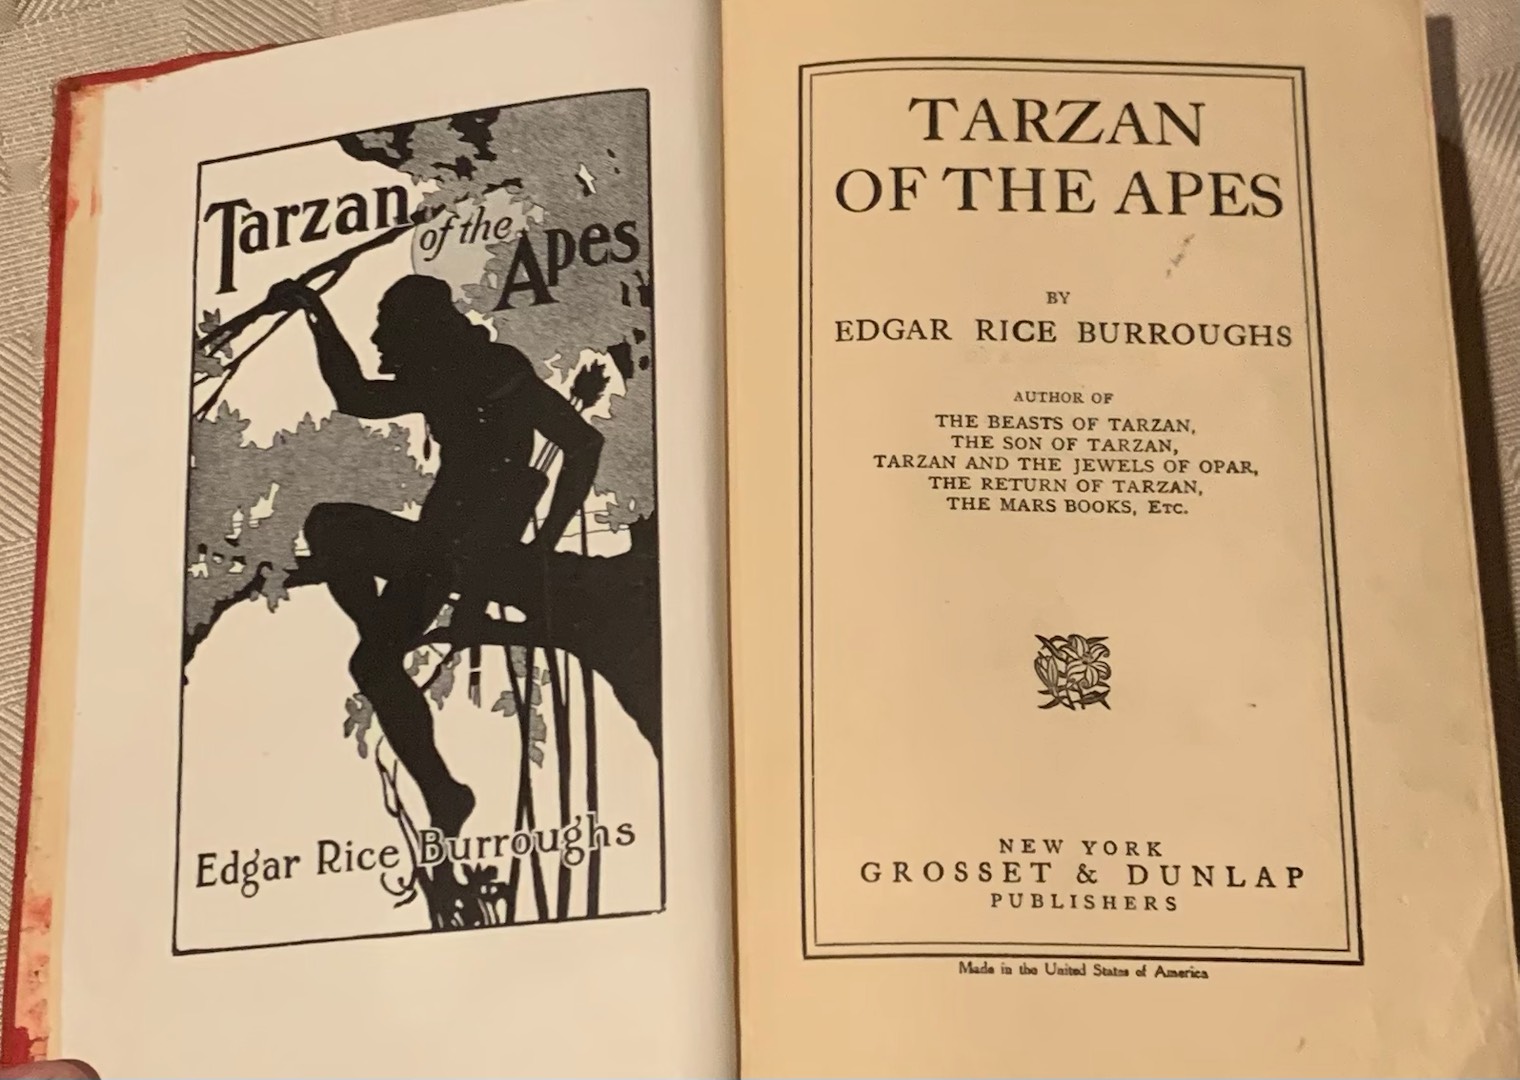 Tarzan
of the
Apes
Edgar Rice Burroughs
TARZAN
OF THE APES
BY
EDGAR RICE BURROUGHS
AUTHOR OF
THE BEASTS OF TARZAN,
THE SON OF TARZAN,
TARZAN AND THE JEWELS OF OPAR,
THE RETURN OF TARZAN,
THE MARS BOOKS, Etc.
NEW YORK
GROSSET & DUNLAP
PUBLISHERS
Made in the United States of America